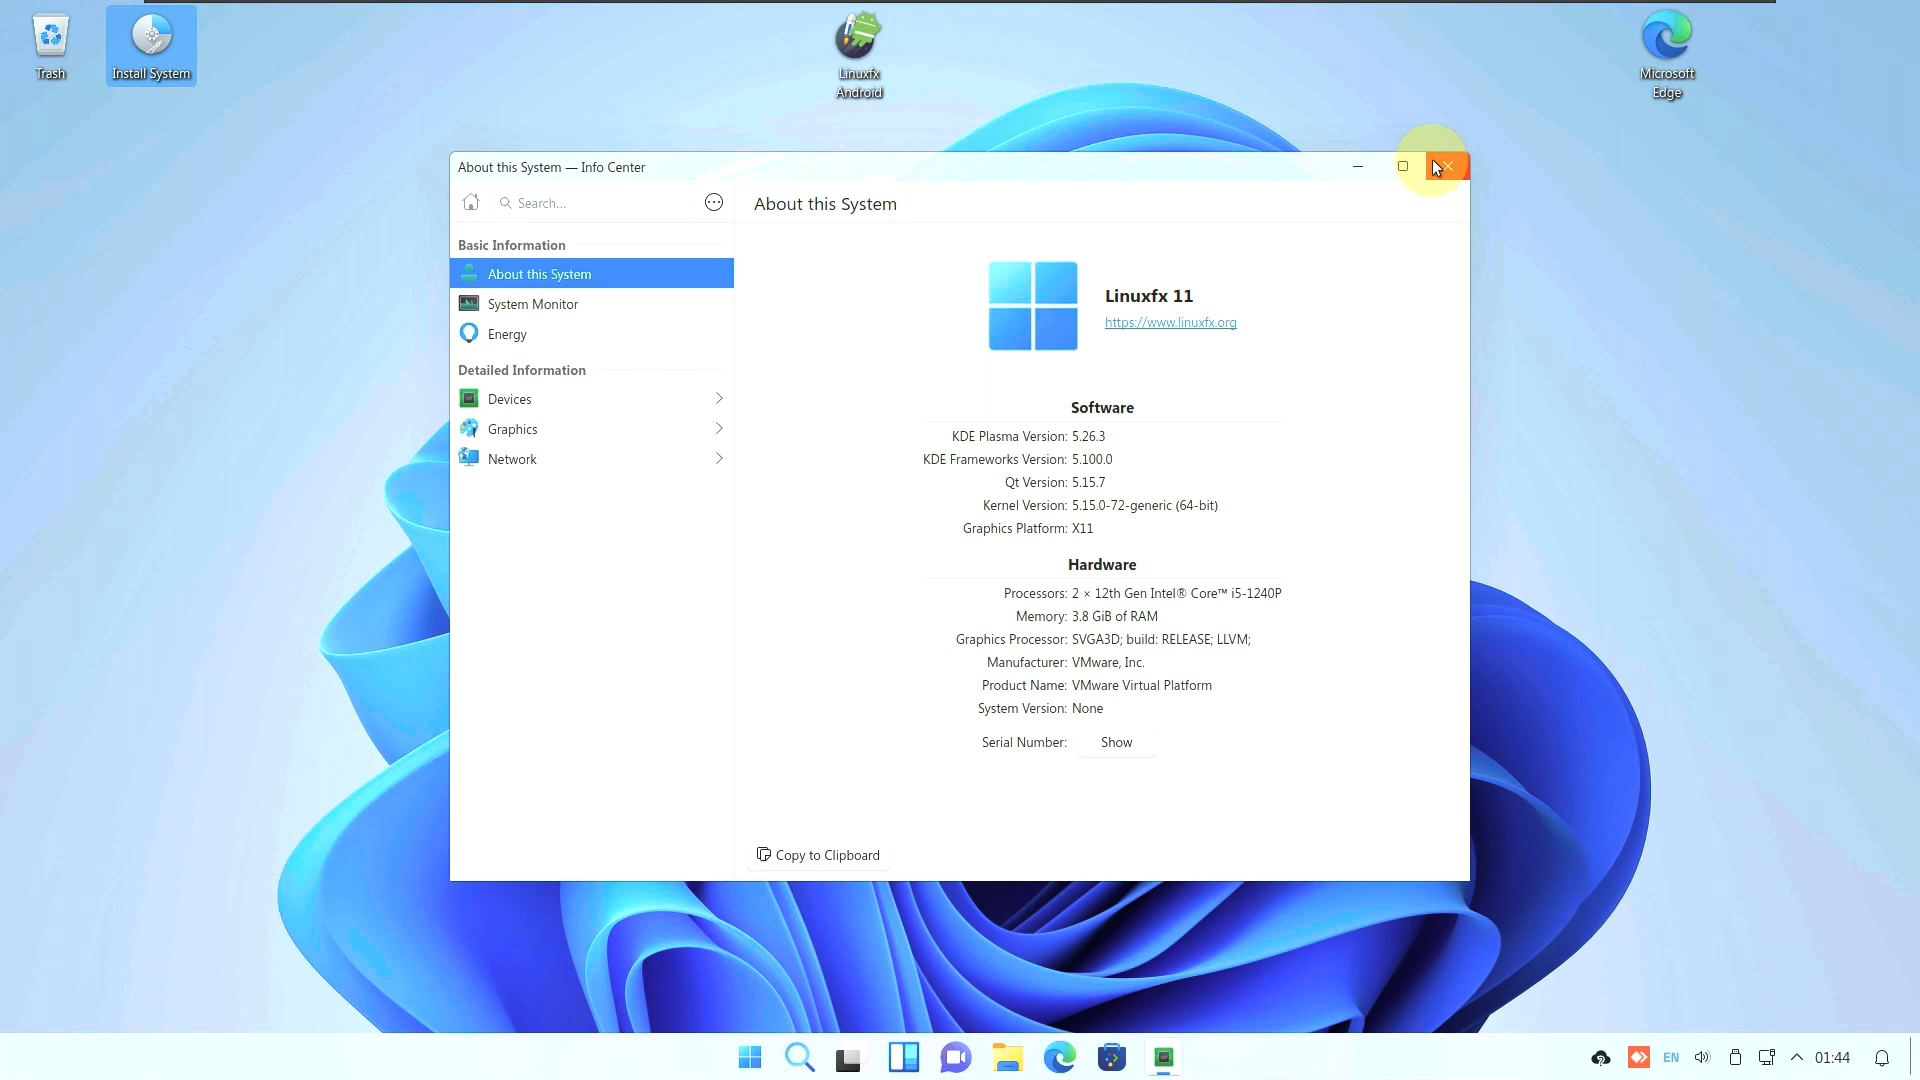 Trash
Install System
Linuxfx
Android
Microsoft
Edge
About this System — Info Center
Search...
About this System
Basic Information
About this System
System Monitor
Energy
Detailed Information
Devices
Graphics
Network
Linuxfx 11
https://www.linuxfx.org
Software
KDE Plasma Version: 5.26.3
KDE Frameworks Version: 5.100.0
Qt Version: 5.15.7
Kernel Version: 5.15.0-72-generic (64-bit)
Graphics Platform: X11
Hardware
Processors: 2 × 12th Gen Intel® Core™ i5-1240P
Memory: 3.8 GiB of RAM
Graphics Processor: SVGA3D; build: RELEASE; LLVM;
Manufacturer: VMware, Inc.
Product Name: VMware Virtual Platform
System Version: None
Serial Number: Show
Copy to Clipboard
EN
01:44